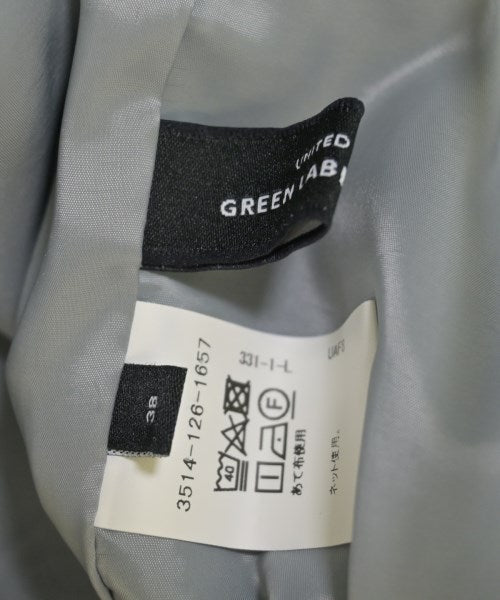 UNITED
GREEN LAB
38
3514-126-1657
331-1-L
UAFS
40
F
あて布使用
ネット使用。